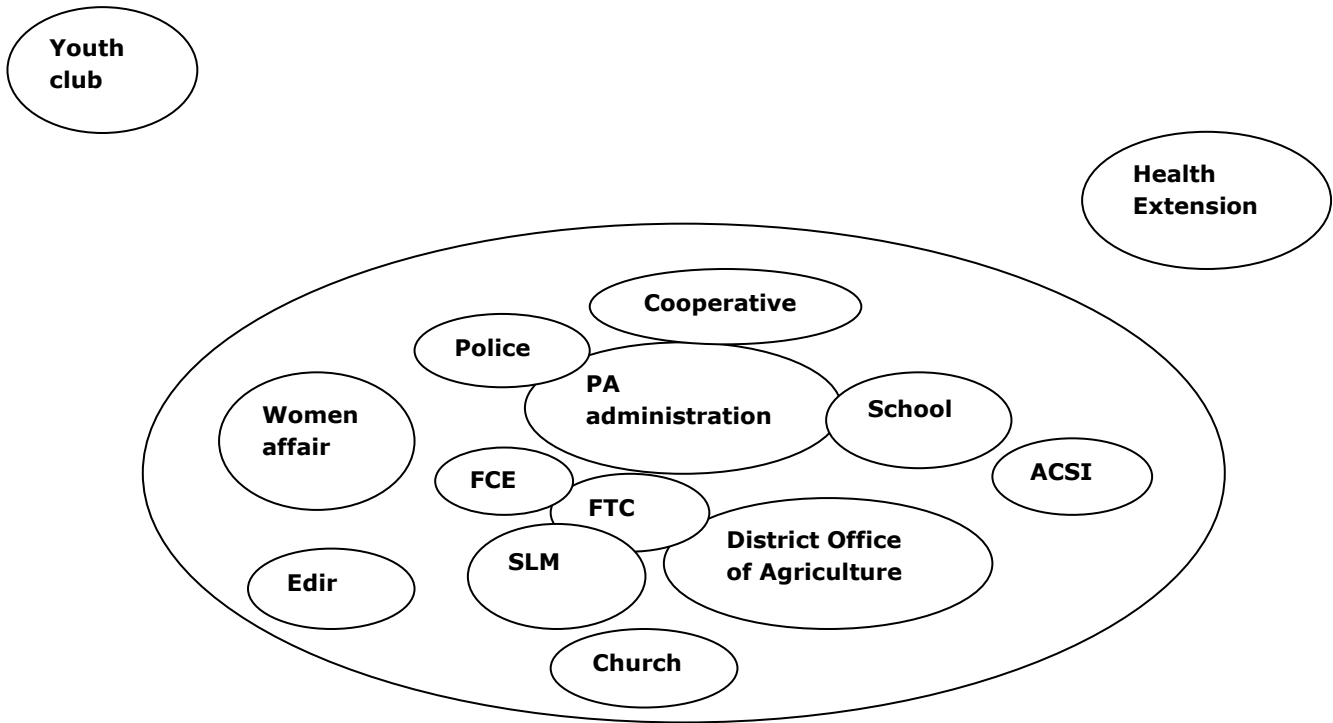 Youth
club
Health
Extension
Cooperative
Police
PA
administration
School
Women
affair
ACSI
FCE
FTC
District Office
of Agriculture
SLM
Edir
Church